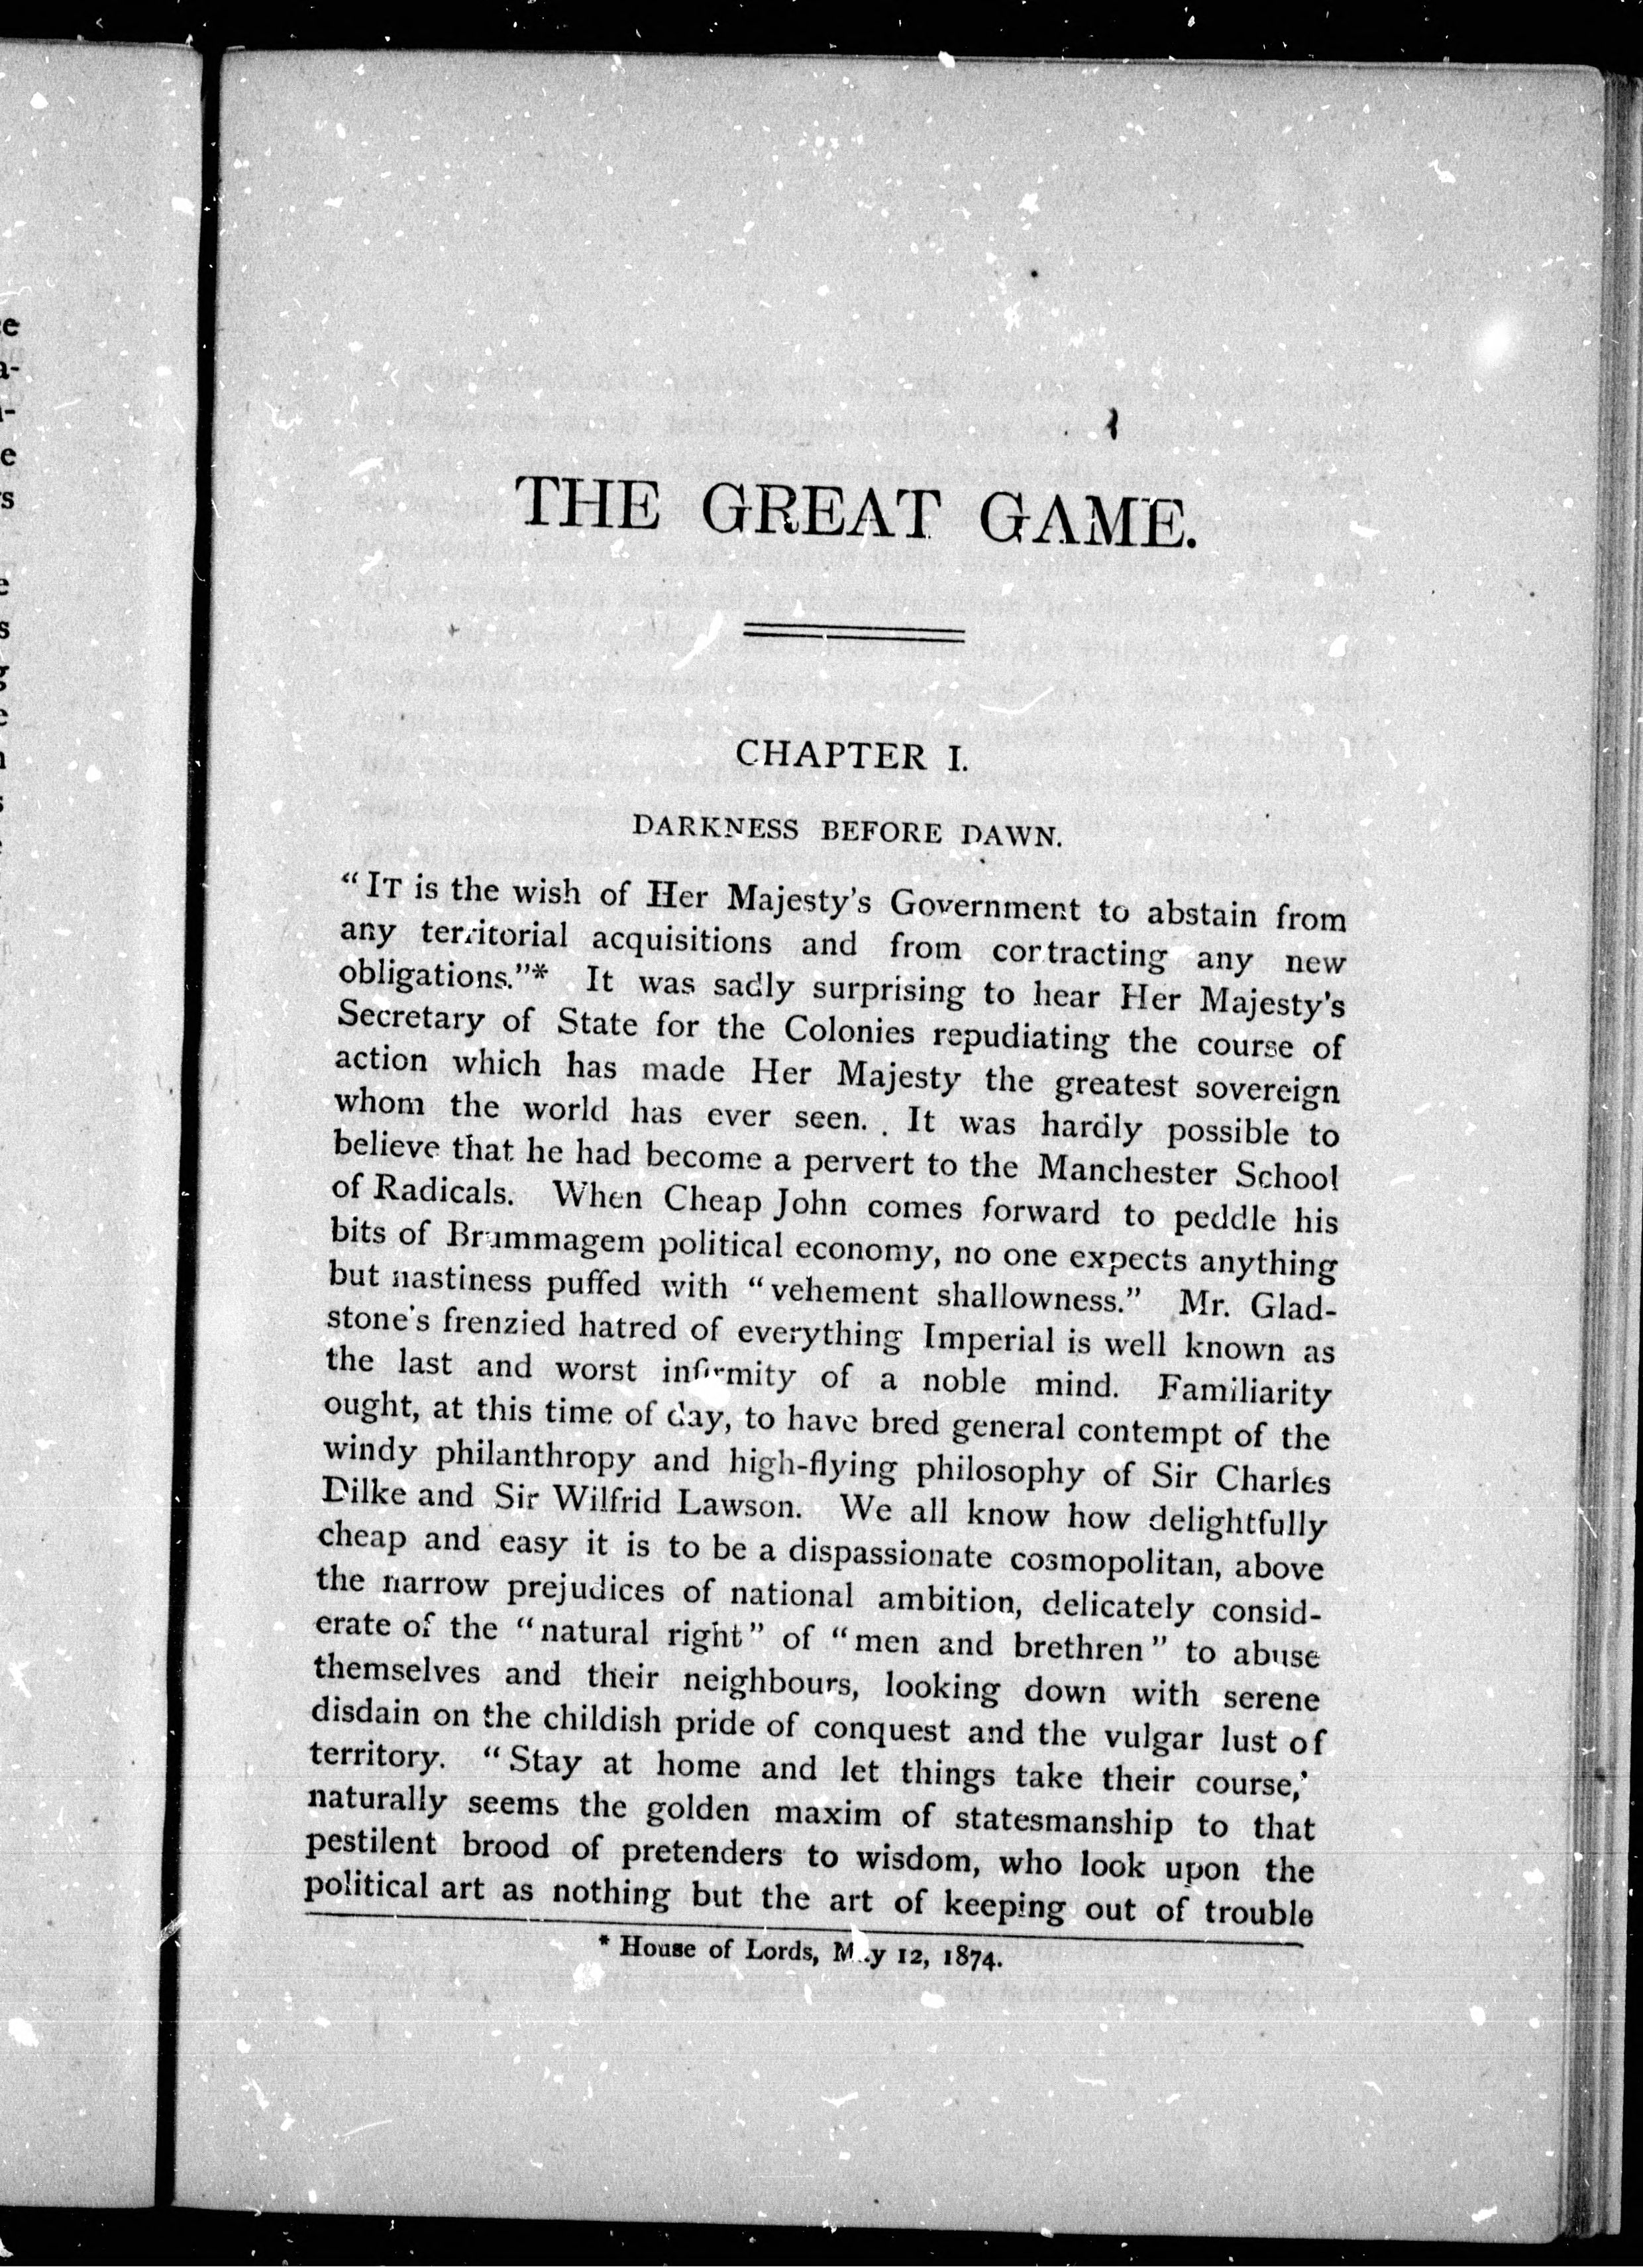 THE GREAT GAME.
CHAPTER I.
DARKNESS BEFORE DAWN.
"IT is the wish of Her Majesty's Government to abstain from
any territorial acquisitions and from contracting any new
obligations."* It was sadly surprising to hear Her Majesty's
Secretary of State for the Colonies repudiating the course of
action which has made Her Majesty the greatest sovereign
whom the world has ever seen. It was hardly possible to
believe that he had become a pervert to the Manchester School
of Radicals. When Cheap John comes forward to peddle his
bits of Brummagem political economy, no one expects anything
but nastiness puffed with "vehement shallowness." Mr. Glad-
stone's frenzied hatred of everything Imperial is well known as
the last and worst infirmity of a noble mind. Familiarity
ought, at this time of day, to have bred general contempt of the
windy philanthropy and high-flying philosophy of Sir Charles
Dilke and Sir Wilfrid Lawson. We all know how delightfully
cheap and easy it is to be a dispassionate cosmopolitan, above
the narrow prejudices of national ambition, delicately consid-
erate of the "natural right" of "men and brethren" to abuse
themselves and their neighbours, looking down with serene
disdain on the childish pride of conquest and the vulgar lust of
territory. "Stay at home and let things take their course,'
naturally seems the golden maxim of statesmanship to that
pestilent brood of pretenders to wisdom, who look upon the
political art as nothing but the art of keeping out of trouble
* House of Lords, May 12, 1874.